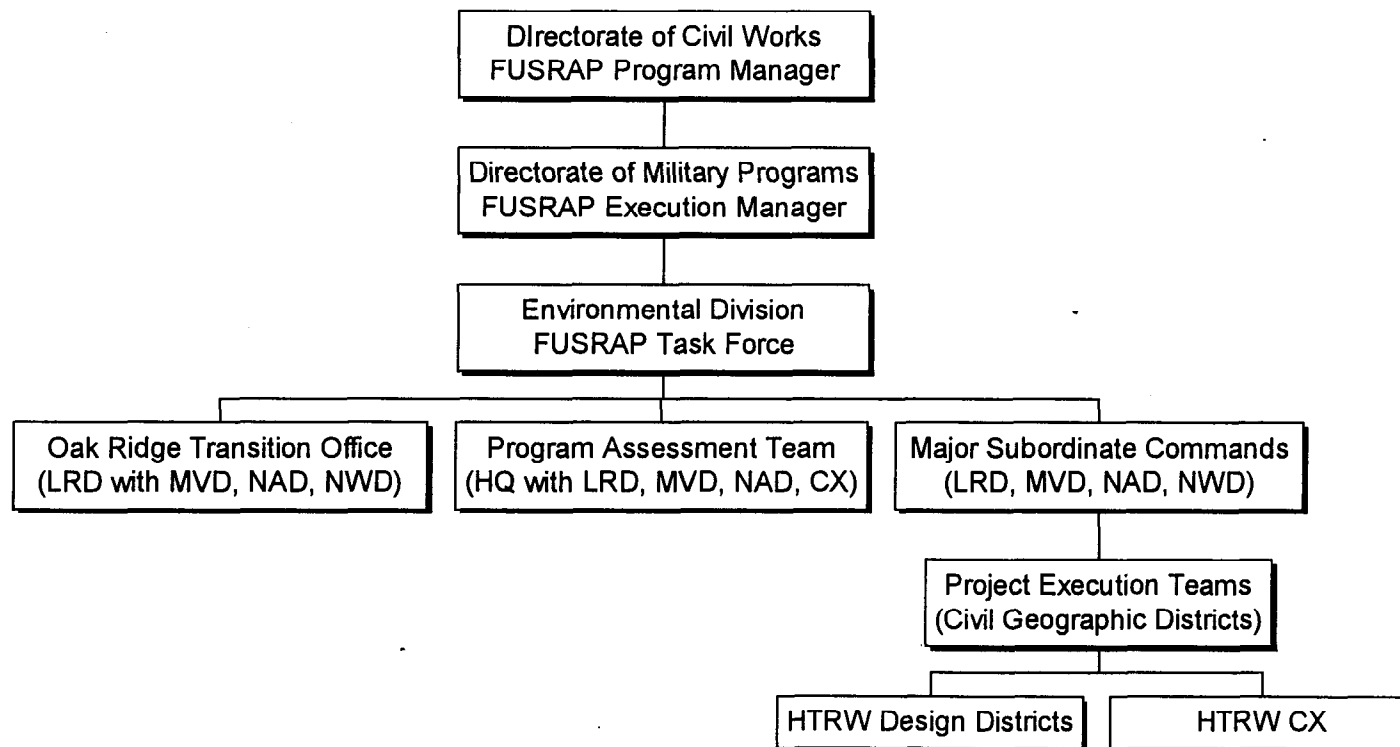 DIrectorate of Civil Works
FUSRAP Program Manager
Directorate of Military Programs
FUSRAP Execution Manager
Environmental Division
FUSRAP Task Force
Oak Ridge Transition Office
(LRD with MVD, NAD, NWD)
Program Assessment Team
(HQ with LRD, MVD, NAD, CX)
Major Subordinate Commands
(LRD, MVD, NAD, NWD)
Project Execution Teams
(Civil Geographic Districts)
HTRW Design Districts
HTRW CX